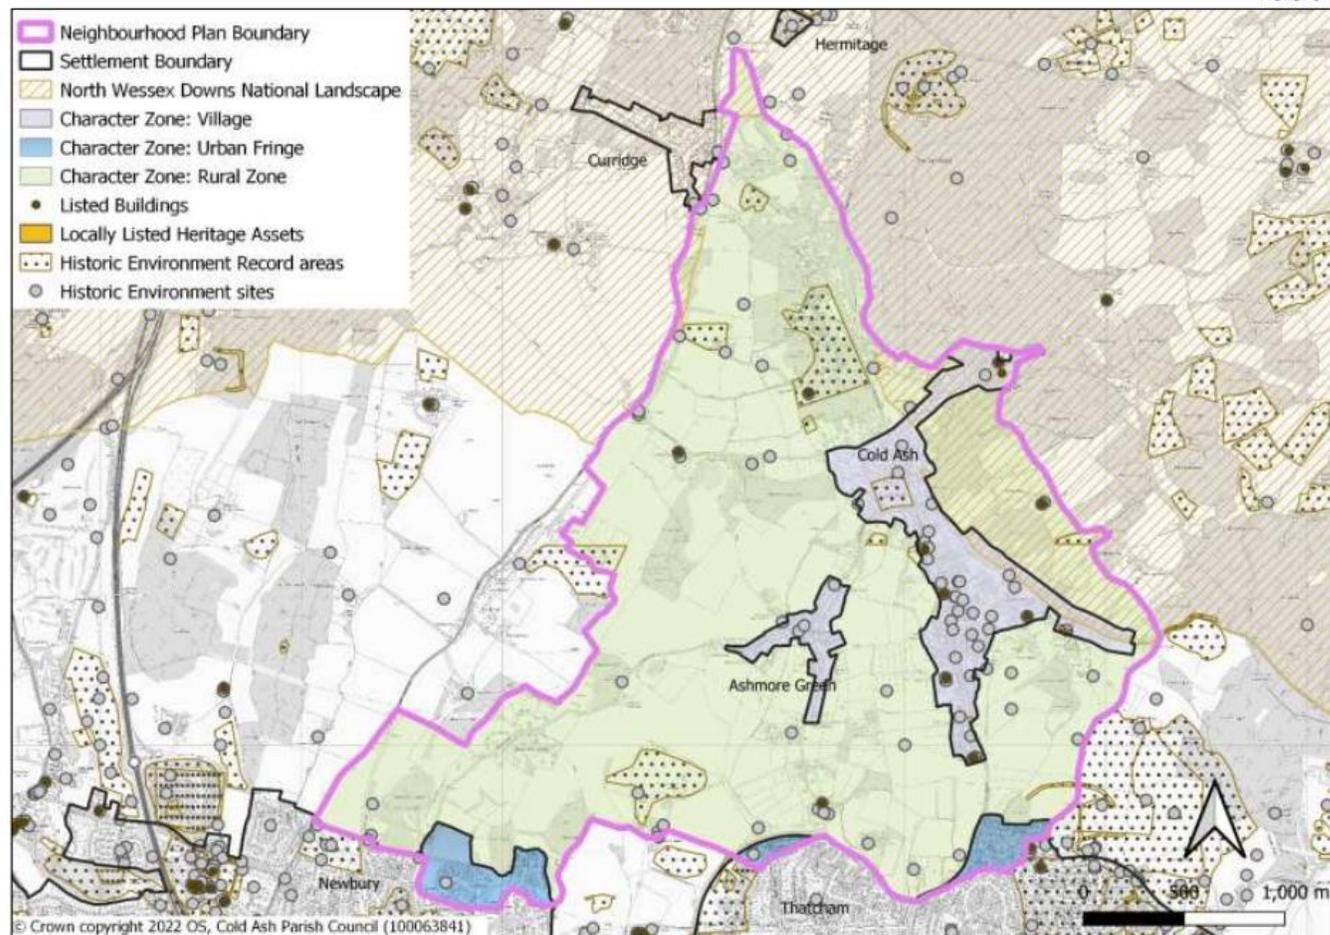 Neighbourhood Plan Boundary
Settlement Boundary
North Wessex Downs National Landscape
Character Zone: Village
Character Zone: Urban Fringe
Character Zone: Rural Zone
Listed Buildings
Locally Listed Heritage Assets
Historic Environment Record areas
Historic Environment sites
Hermitage
Curridge
Cold Ash
Ashmore Green
Newbury
Thatcham
0 500 1,000 m
© Crown copyright 2022 OS, Cold Ash Parish Council (100063841)